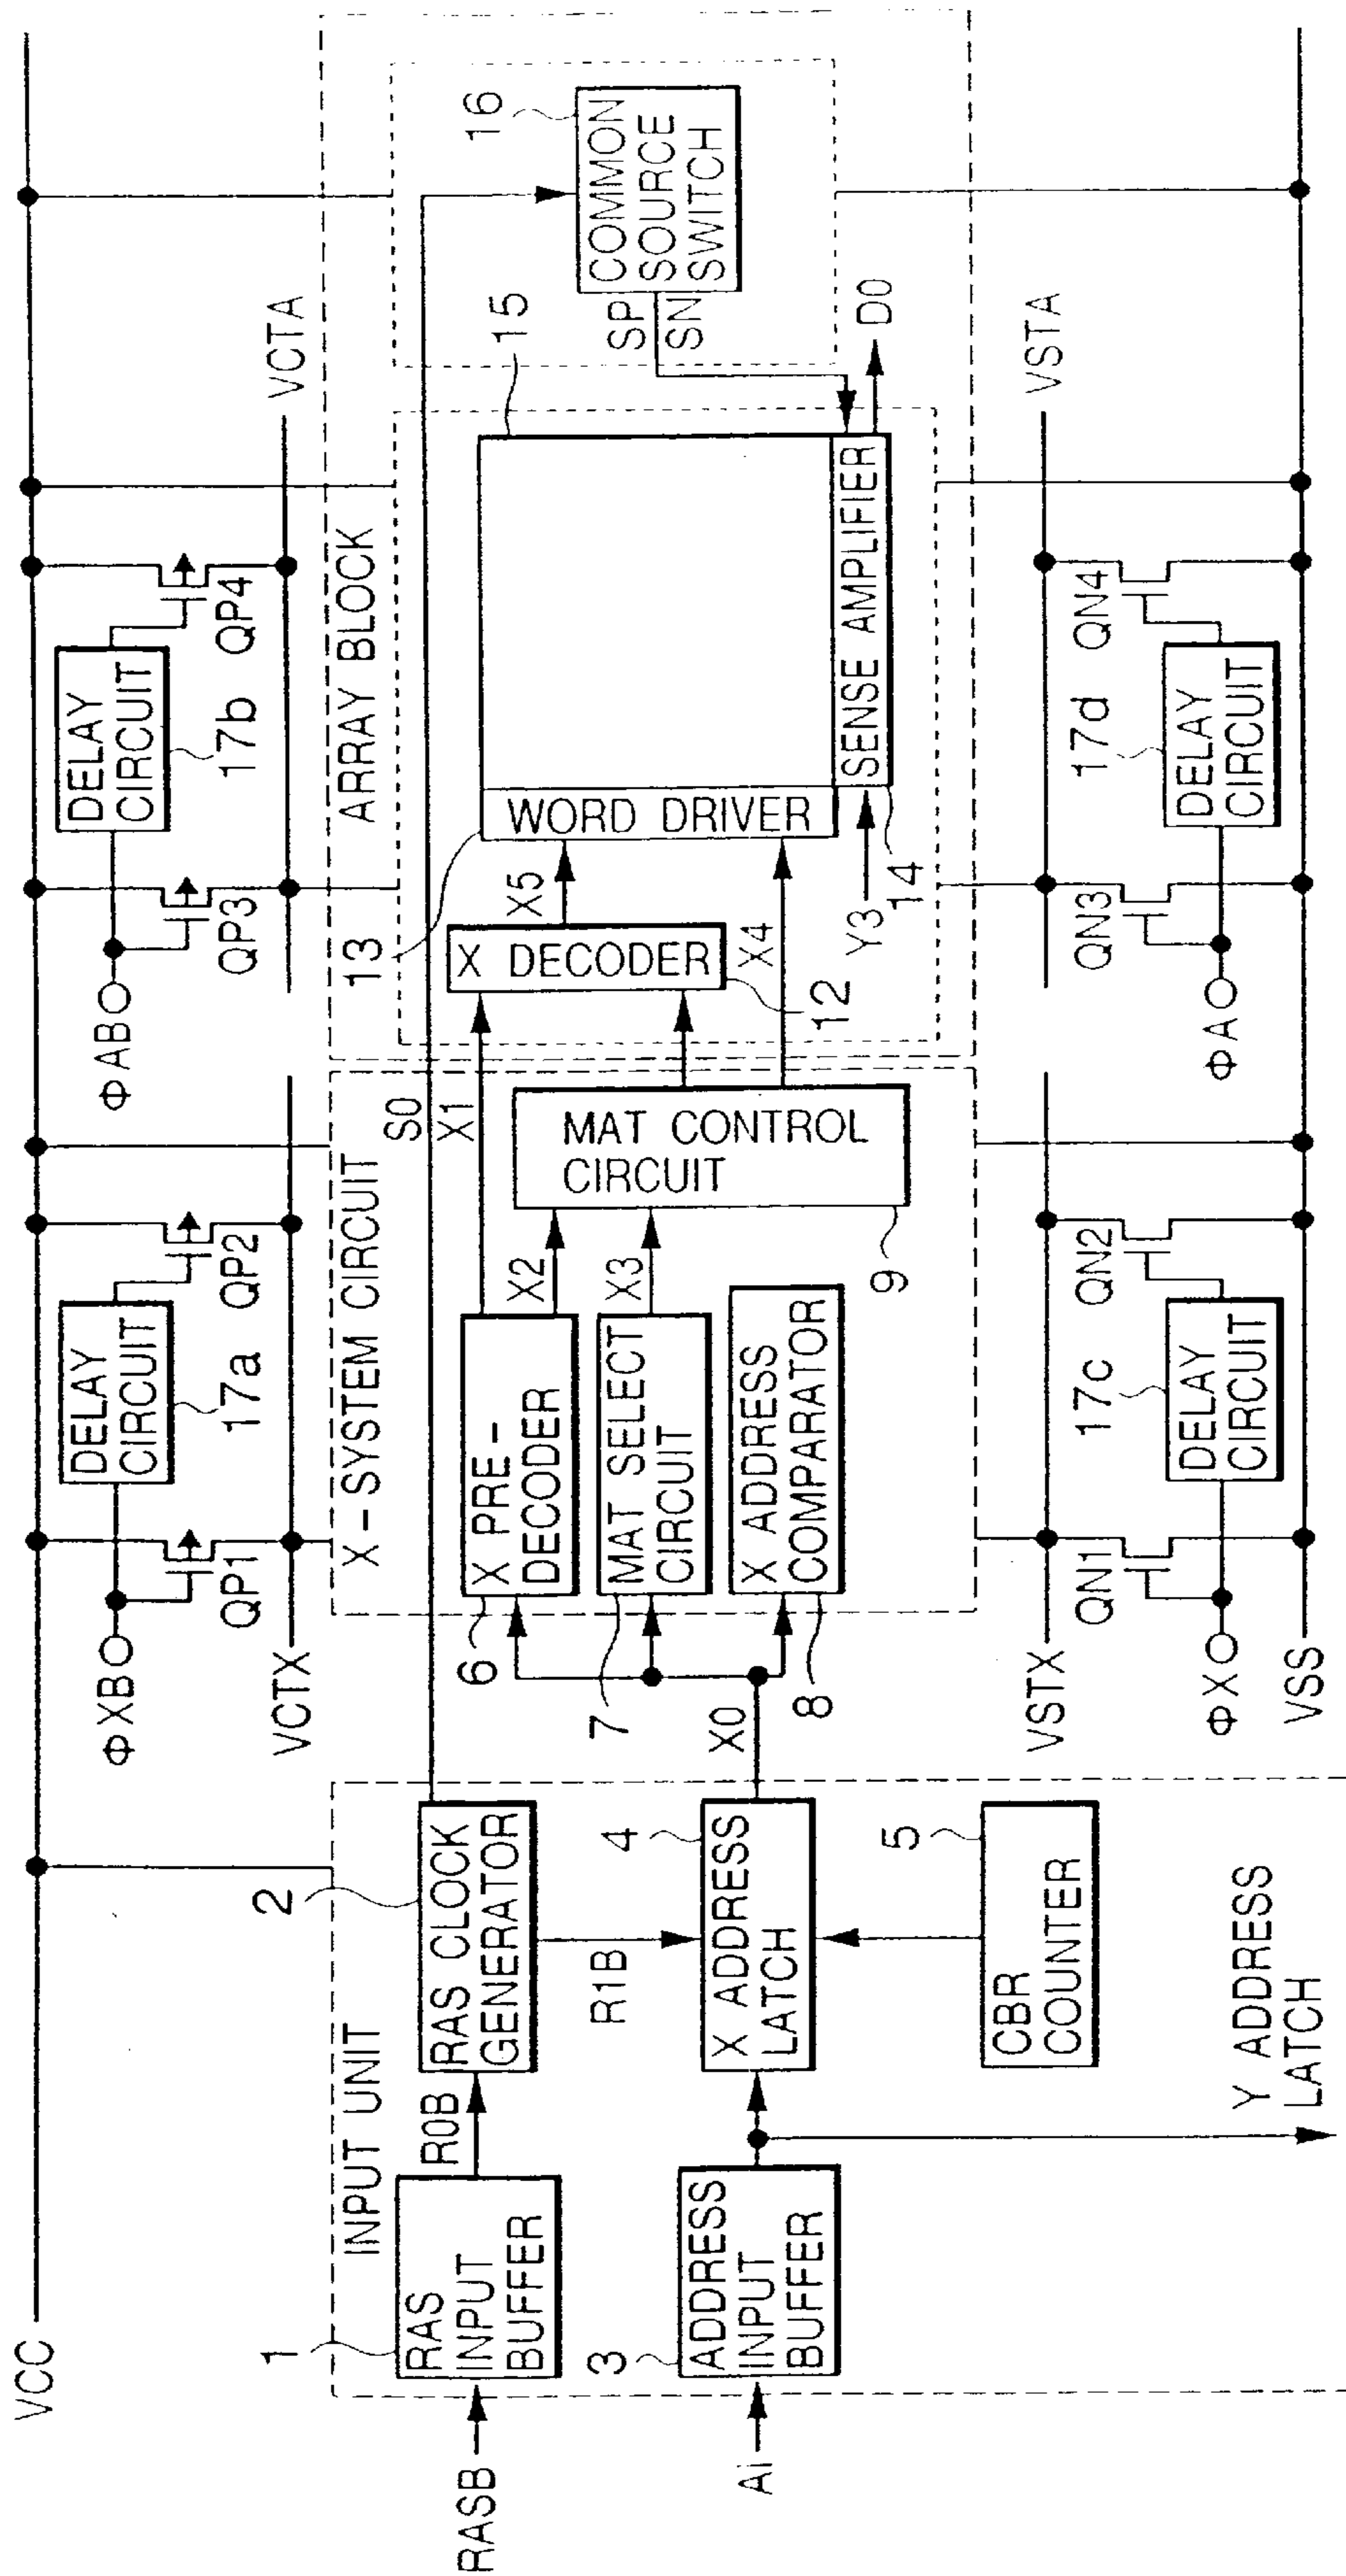 VCC
ΦXB
QP1
DELAY
CIRCUIT
17a
QP2
VCTX
ΦAB
QP3
DELAY
CIRCUIT
17b
QP4
VCTA
INPUT UNIT
1
RAS
INPUT
BUFFER
RASB
R0B
2
RAS CLOCK
GENERATOR
R1B
3
ADDRESS
INPUT
BUFFER
Ai
4
X ADDRESS
LATCH
5
CBR
COUNTER
Y ADDRESS
LATCH
X0
X-SYSTEM CIRCUIT
S0
X1
6
X PRE-
DECODER
X2
7
MAT SELECT
CIRCUIT
X3
8
X ADDRESS
COMPARATOR
MAT CONTROL
CIRCUIT
9
ARRAY BLOCK
13
X DECODER
12
X5
X4
WORD DRIVER
15
Y3
14
SENSE AMPLIFIER
D0
16
COMMON
SOURCE
SWITCH
SP
SN
VSTX
QN1
17c
QN2
DELAY
CIRCUIT
ΦX
VSS
VSTA
QN3
17d
QN4
DELAY
CIRCUIT
ΦA